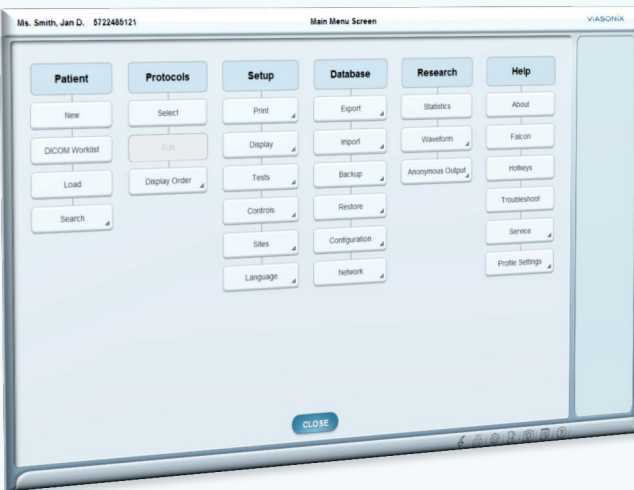 Ms. Smith, Jan D. 5722485121
Main Menu Screen
VIASONIX
Patient
New
DICOM Worklist
Load
Search
Protocols
Select
Edit
Display Order
Setup
Print
Display
Tests
Controls
Sites
Language
Database
Export
Import
Backup
Restore
Configuration
Network
Research
Statistics
Waveform
Anonymous Output
Help
About
Falcon
Hotkeys
Troubleshoot
Service
Profile Settings
CLOSE